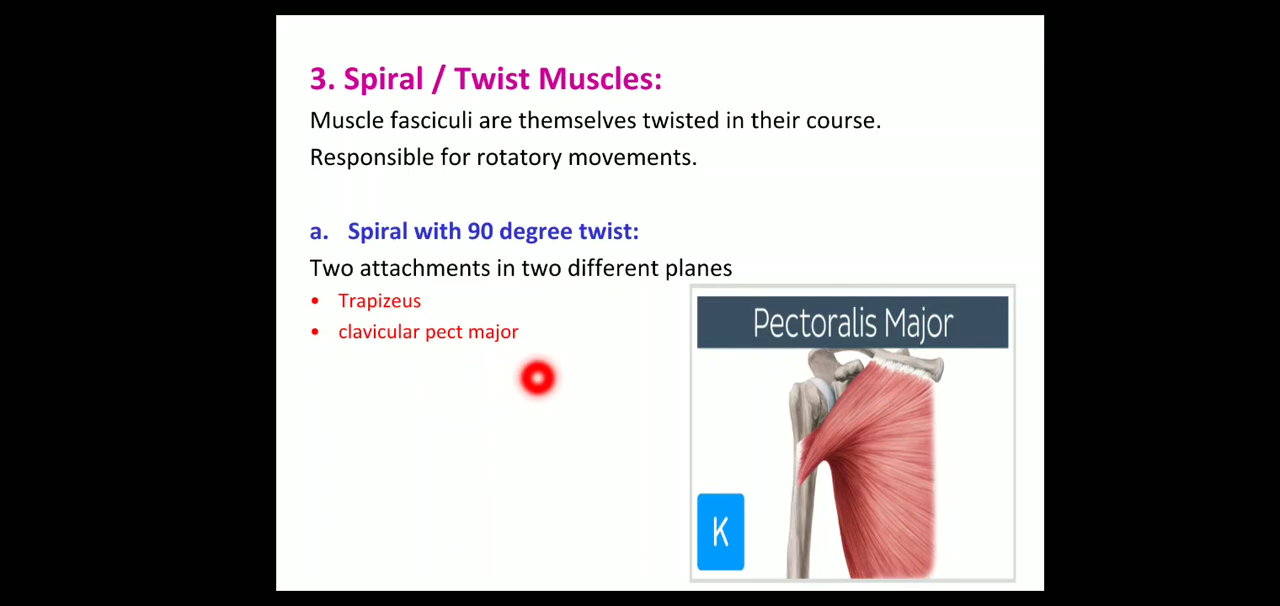 3. Spiral / Twist Muscles:
Muscle fasciculi are themselves twisted in their course.
Responsible for rotatory movements.
a. Spiral with 90 degree twist:
Two attachments in two different planes
• Trapizeus
• clavicular pect major
Pectoralis Major
K